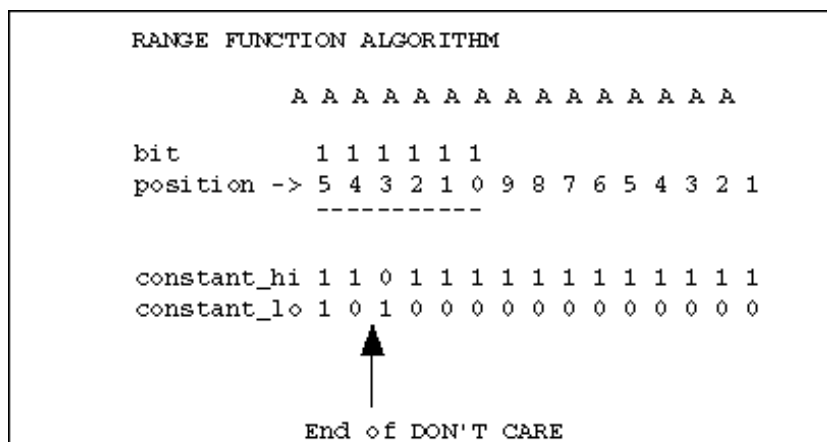 RANGE FUNCTION ALGORITHM
A A A A A A A A A A A A A A A
bit 1 1 1 1 1 1
position -> 5 4 3 2 1 0 9 8 7 6 5 4 3 2 1
-----------
constant_hi 1 1 0 1 1 1 1 1 1 1 1 1 1 1 1
constant_lo 1 0 1 0 0 0 0 0 0 0 0 0 0 0 0
End of DON'T CARE